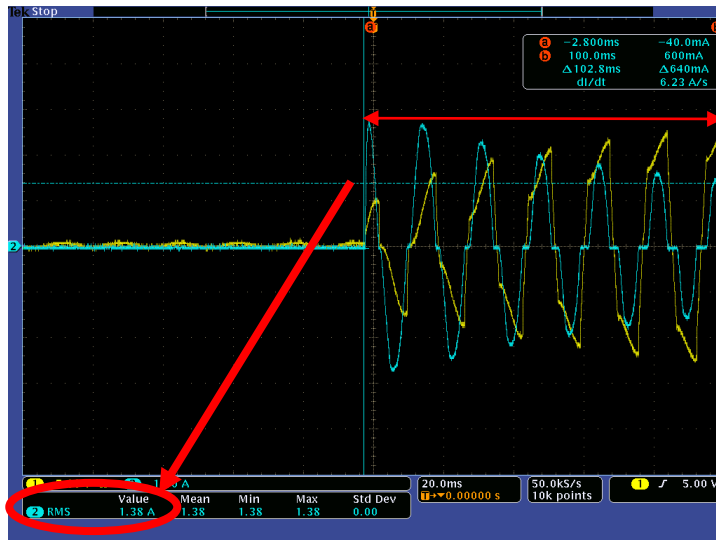 Tek Stop
T
a
b
a -2.800ms -40.0mA
b 100.0ms 600mA
Δ102.8ms Δ640mA
dI/dt 6.23 A/s
2
1 A
20.0ms
T→▼0.00000 s
50.0kS/s
10k points
1 5.00 V
Value Mean Min Max Std Dev
2 RMS 1.38 A 1.38 1.38 1.38 0.00